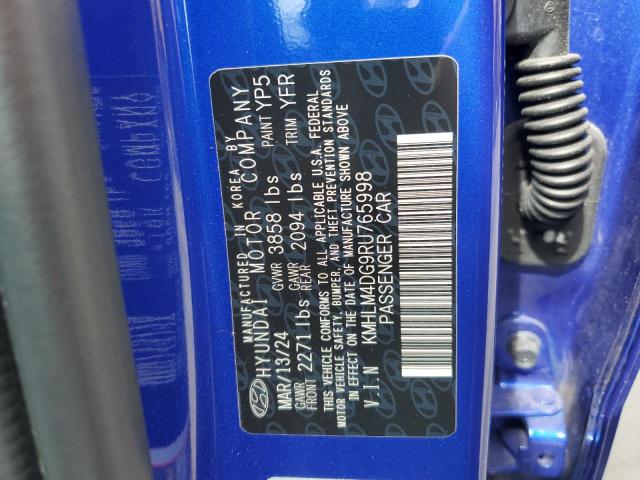 MANUFACTURED IN KOREA BY
HYUNDAI MOTOR COMPANY
MAR/13/24 GVWR 3858 lbs PAINT YP5
GAWR FRONT 2271 lbs GAWR REAR 2094 lbs TRIM YFR
THIS VEHICLE CONFORMS TO ALL APPLICABLE U.S.A. FEDERAL
MOTOR VEHICLE SAFETY, BUMPER, AND THEFT PREVENTION STANDARDS
IN EFFECT ON THE DATE OF MANUFACTURE SHOWN ABOVE
V.I.N KMHLM4DG9RU765998
PASSENGER CAR